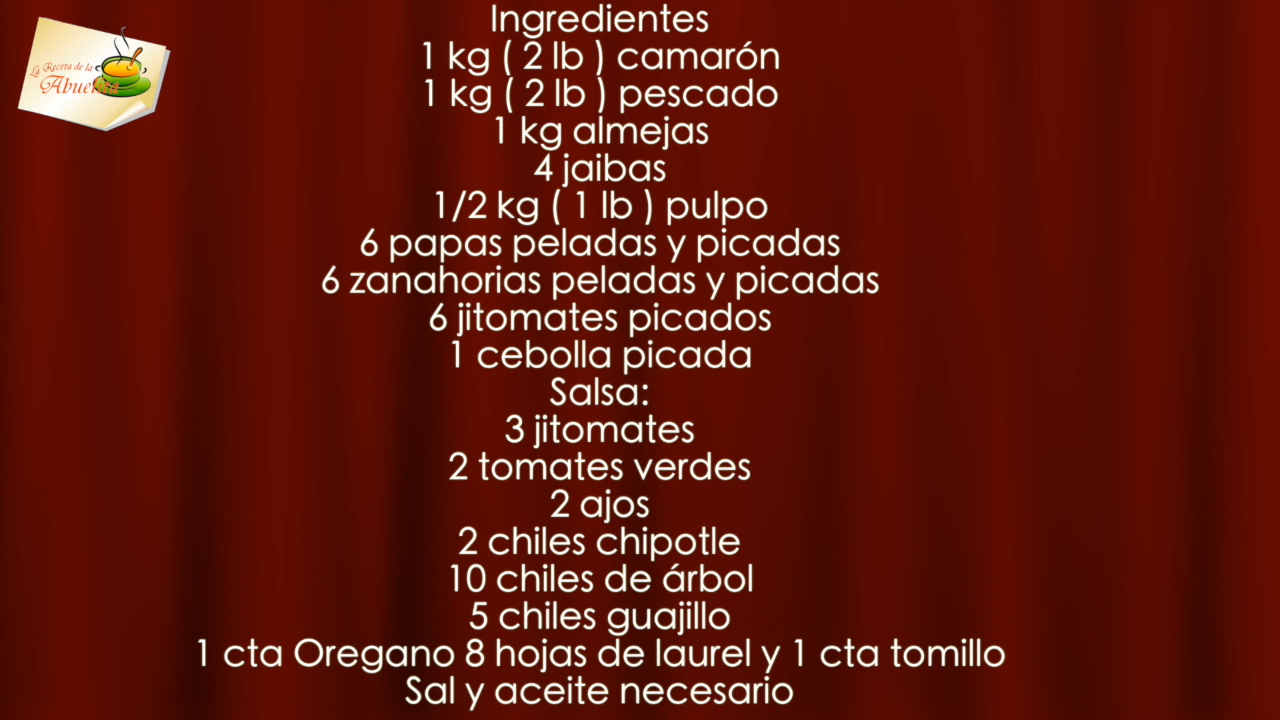 La Receta de la
Abuelita
Ingredientes
1 kg ( 2 lb ) camarón
1 kg ( 2 lb ) pescado
1 kg almejas
4 jaibas
1/2 kg ( 1 lb ) pulpo
6 papas peladas y picadas
6 zanahorias peladas y picadas
6 jitomates picados
1 cebolla picada
Salsa:
3 jitomates
2 tomates verdes
2 ajos
2 chiles chipotle
10 chiles de árbol
5 chiles guajillo
1 cta Oregano 8 hojas de laurel y 1 cta tomillo
Sal y aceite necesario